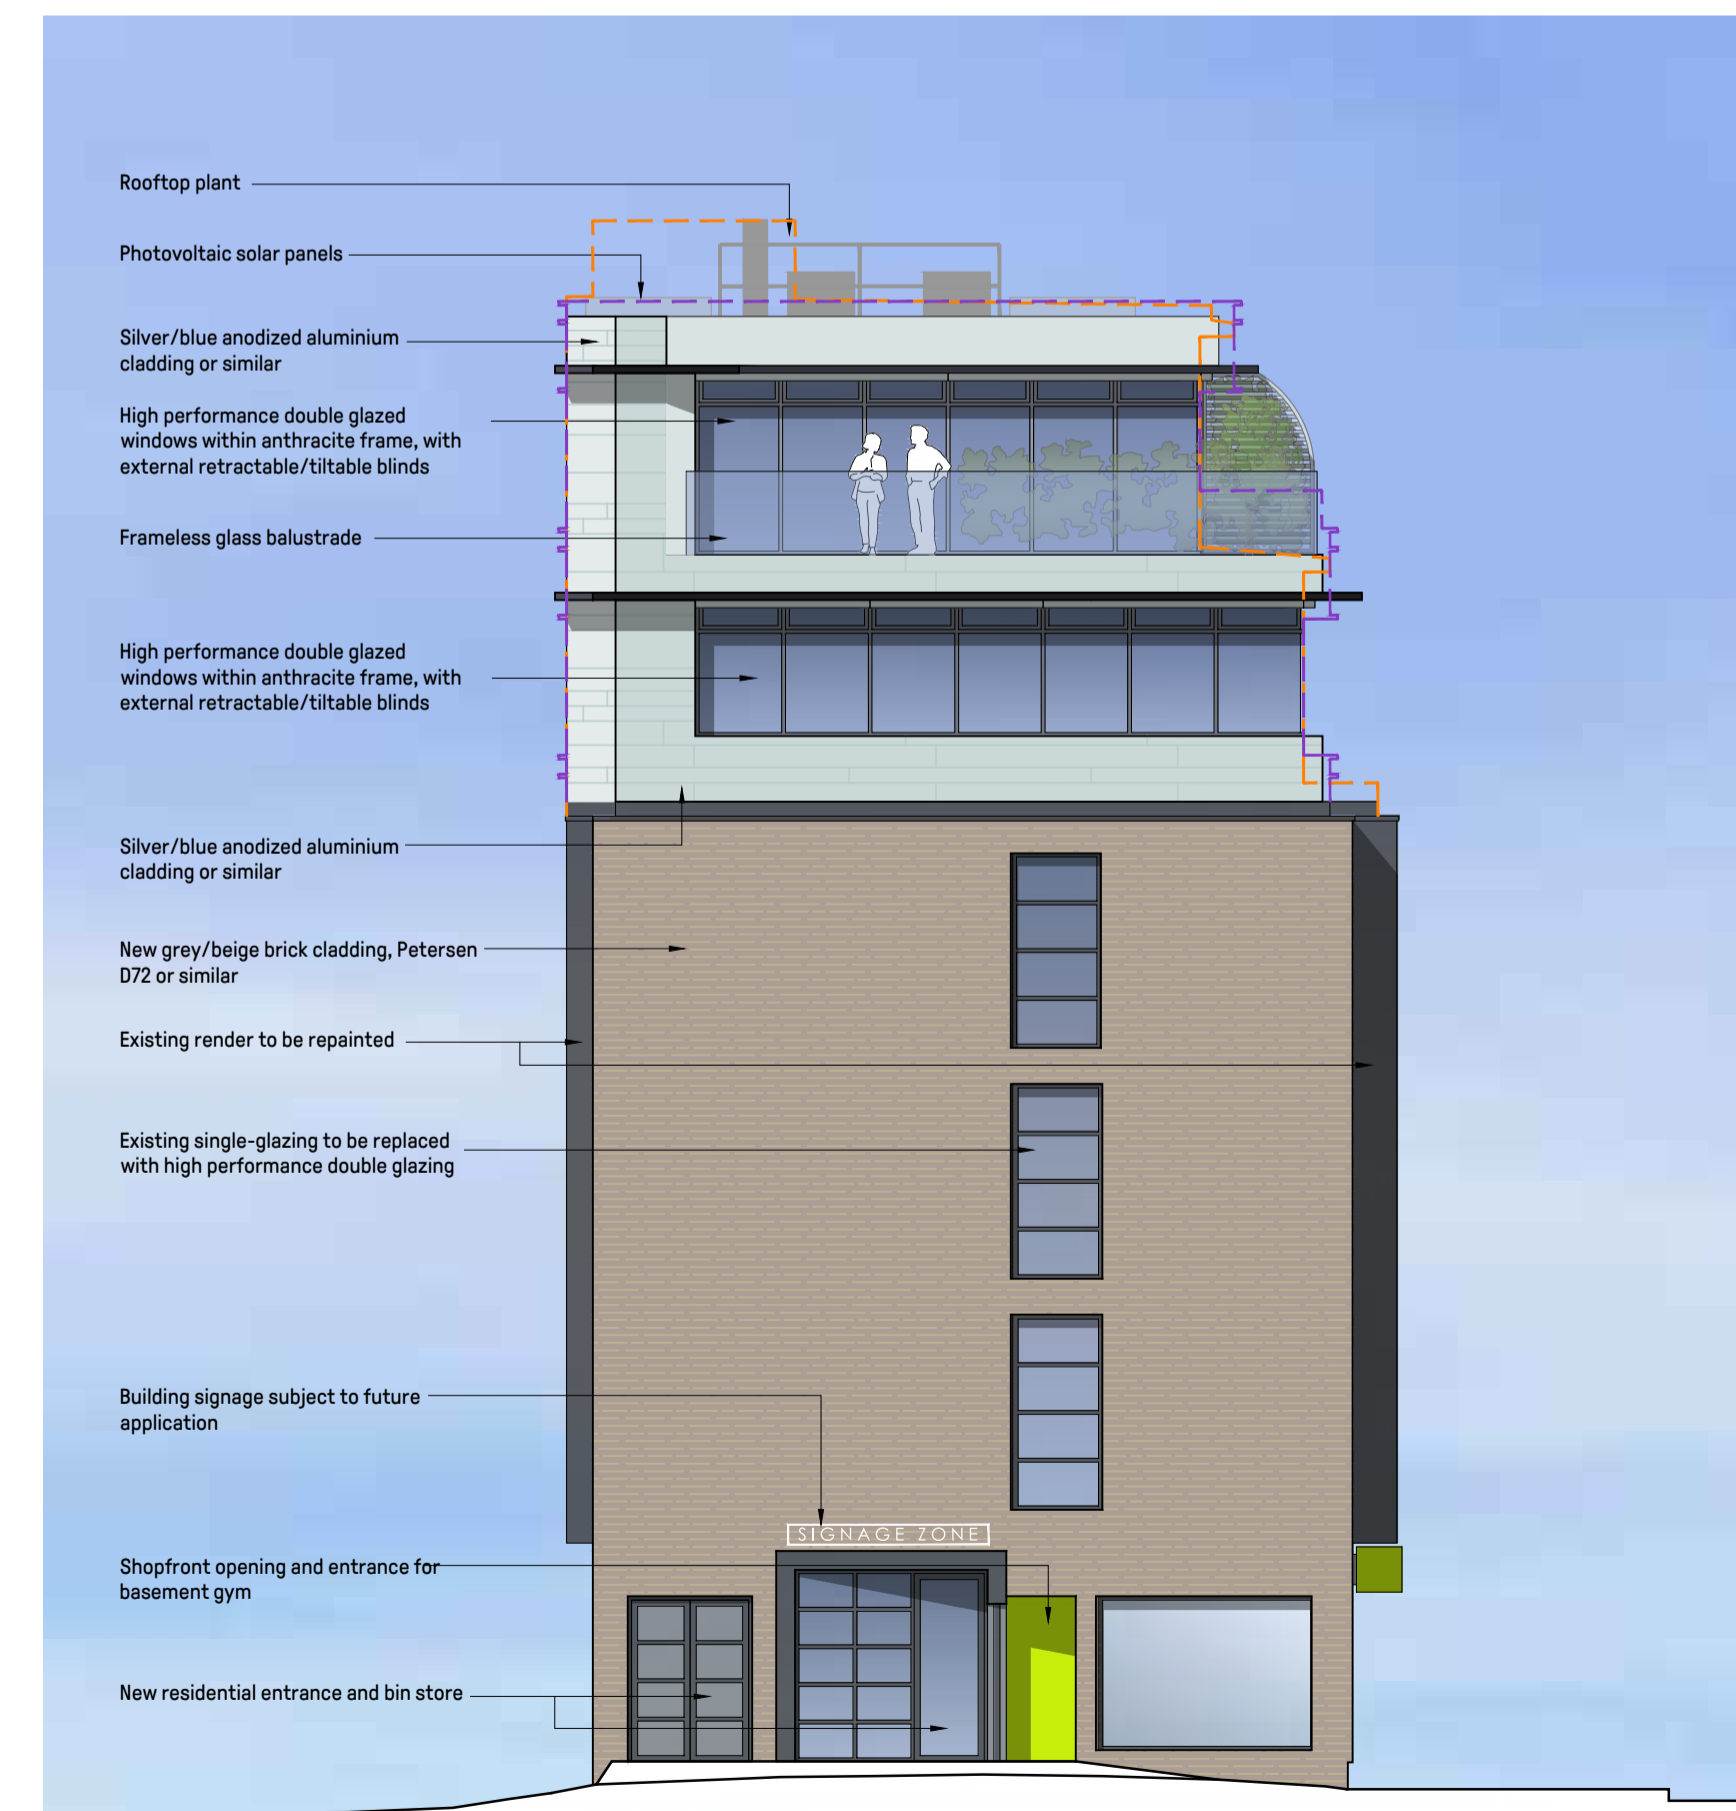 Rooftop plant
Photovoltaic solar panels
Silver/blue anodized aluminium
cladding or similar
High performance double glazed
windows within anthracite frame, with
external retractable/tiltable blinds
Frameless glass balustrade
High performance double glazed
windows within anthracite frame, with
external retractable/tiltable blinds
Silver/blue anodized aluminium
cladding or similar
New grey/beige brick cladding, Petersen
D72 or similar
Existing render to be repainted
Existing single-glazing to be replaced
with high performance double glazing
Building signage subject to future
application
SIGNAGE ZONE
Shopfront opening and entrance for
basement gym
New residential entrance and bin store